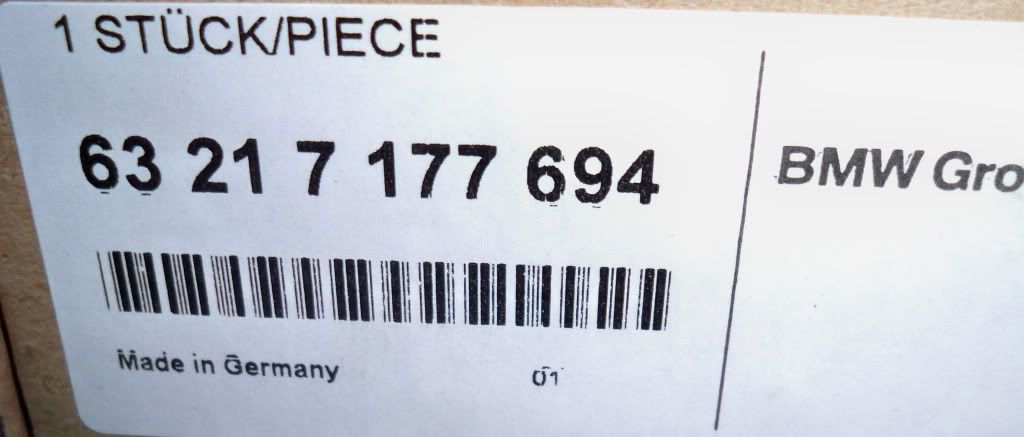 1 STÜCK/PIECE
63 21 7 177 694
BMW Gro
Made in Germany
01